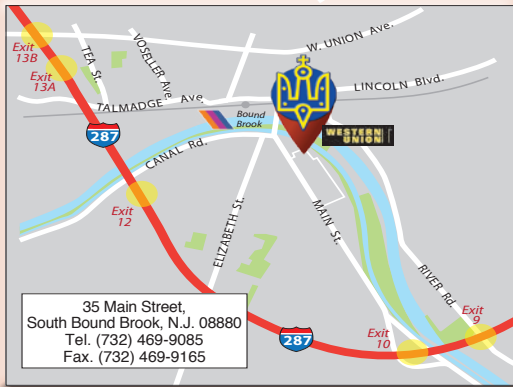 Exit
13B
Exit
13A
TEA St.
VOSELLER Ave.
W. UNION Ave.
LINCOLN Blvd.
TALMADGE Ave.
Bound
Brook
WESTERN
UNION
287
CANAL Rd.
Exit
12
ELIZABETH St.
MAIN St.
RIVER Rd.
Exit
9
Exit
10
287
35 Main Street,
South Bound Brook, N.J. 08880
Tel. (732) 469-9085
Fax. (732) 469-9165